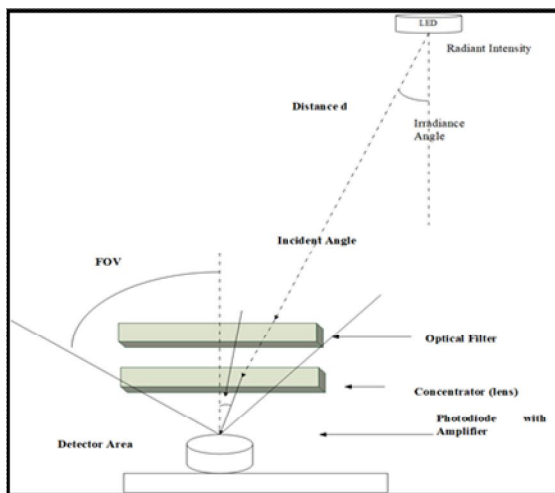 LED
Radiant Intensity
Distance d
Irradiance
Angle
Incident Angle
FOV
Optical Filter
Concentrator (lens)
Photodiode with
Amplifier
Detector Area